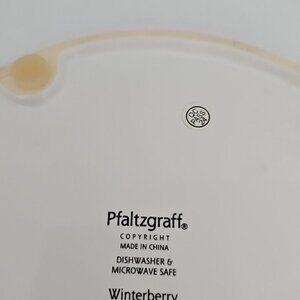 Pfaltzgraff®
COPYRIGHT
MADE IN CHINA
DISHWASHER &
MICROWAVE SAFE
Winterberry